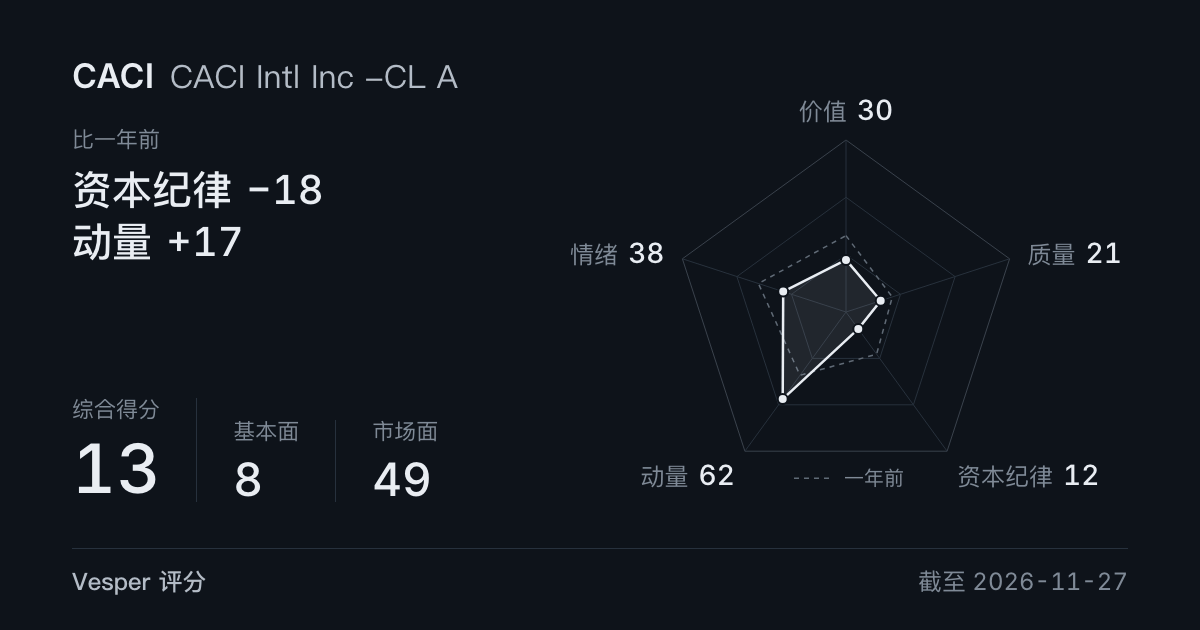 CACI CACI Intl Inc –CL A
比一年前
资本纪律 −18
动量 +17
价值 30
情绪 38
质量 21
动量 62
一年前
资本纪律 12
综合得分
13
基本面
8
市场面
49
Vesper 评分
截至 2026-11-27